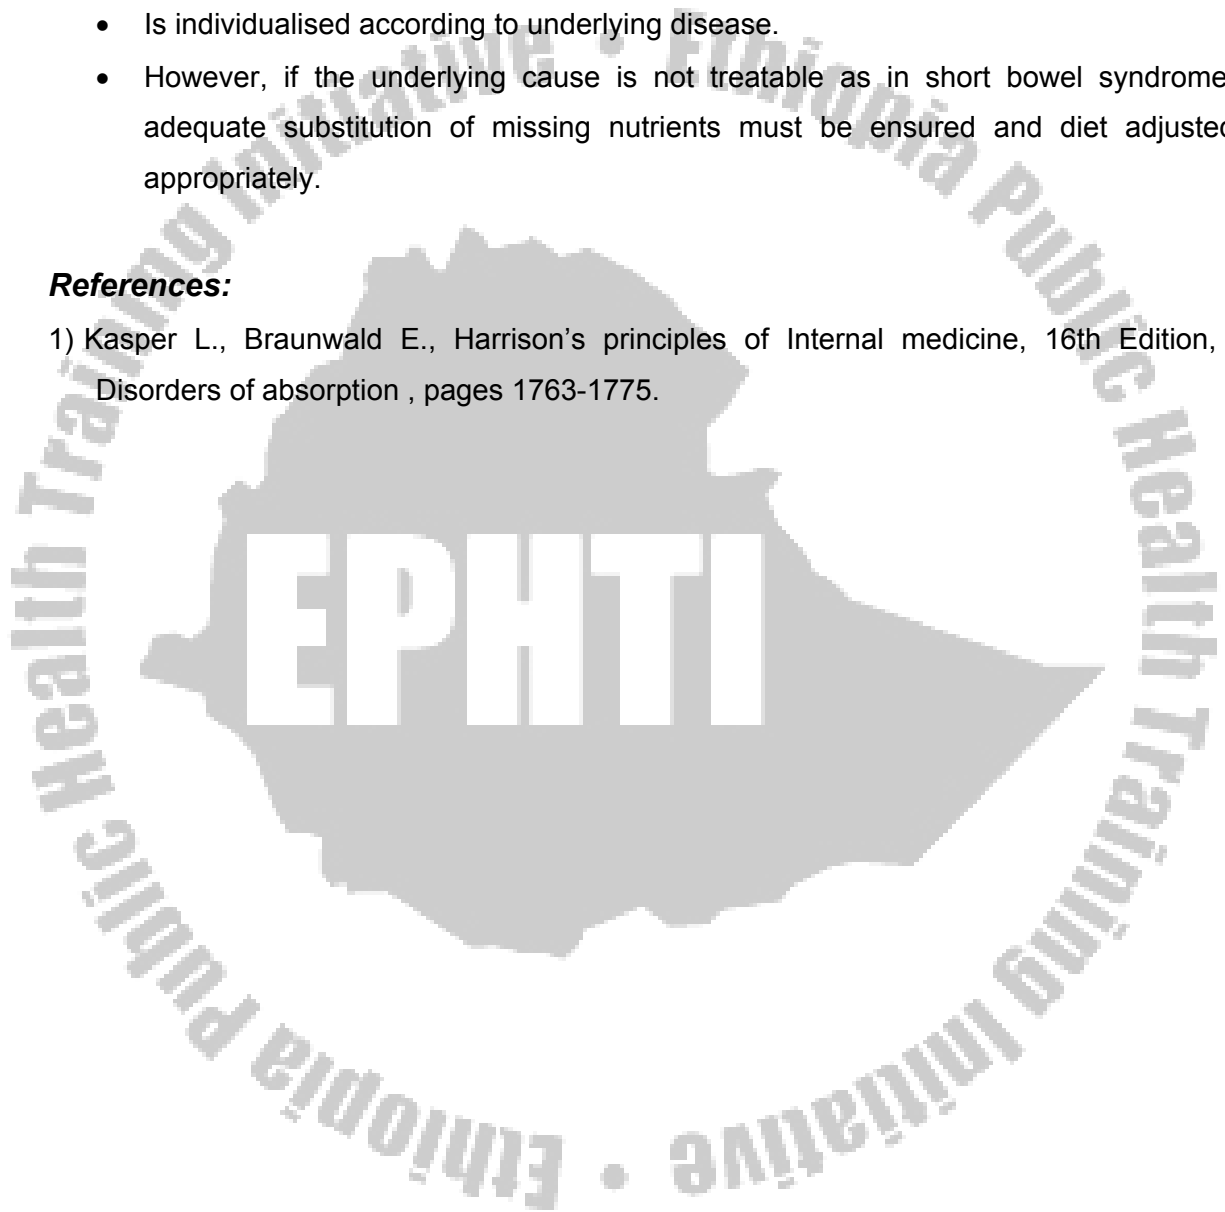 • Is individualised according to underlying disease.
• However, if the underlying cause is not treatable as in short bowel syndrome
adequate substitution of missing nutrients must be ensured and diet adjusted
appropriately.
References:
1) Kasper L., Braunwald E., Harrison’s principles of Internal medicine, 16th Edition,
Disorders of absorption , pages 1763-1775.
EPHTI
Ethiopia Public Health Training Initiative •
Ethiopia Public Health Training Initiative •